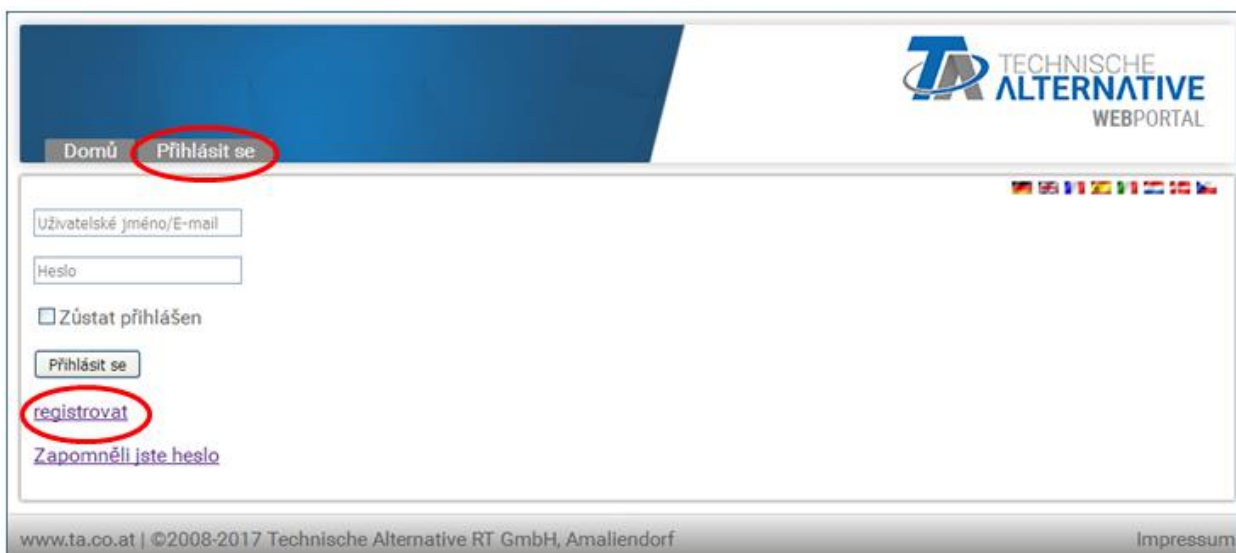 TECHNISCHE
ALTERNATIVE
WEBPORTAL
Domů Přihlásit se
Uživatelské jméno/E-mail
Heslo
Zůstat přihlášen
Přihlásit se
registrovat
Zapomněli jste heslo
www.ta.co.at | ©2008-2017 Technische Alternative RT GmbH, Amaliendorf Impressum